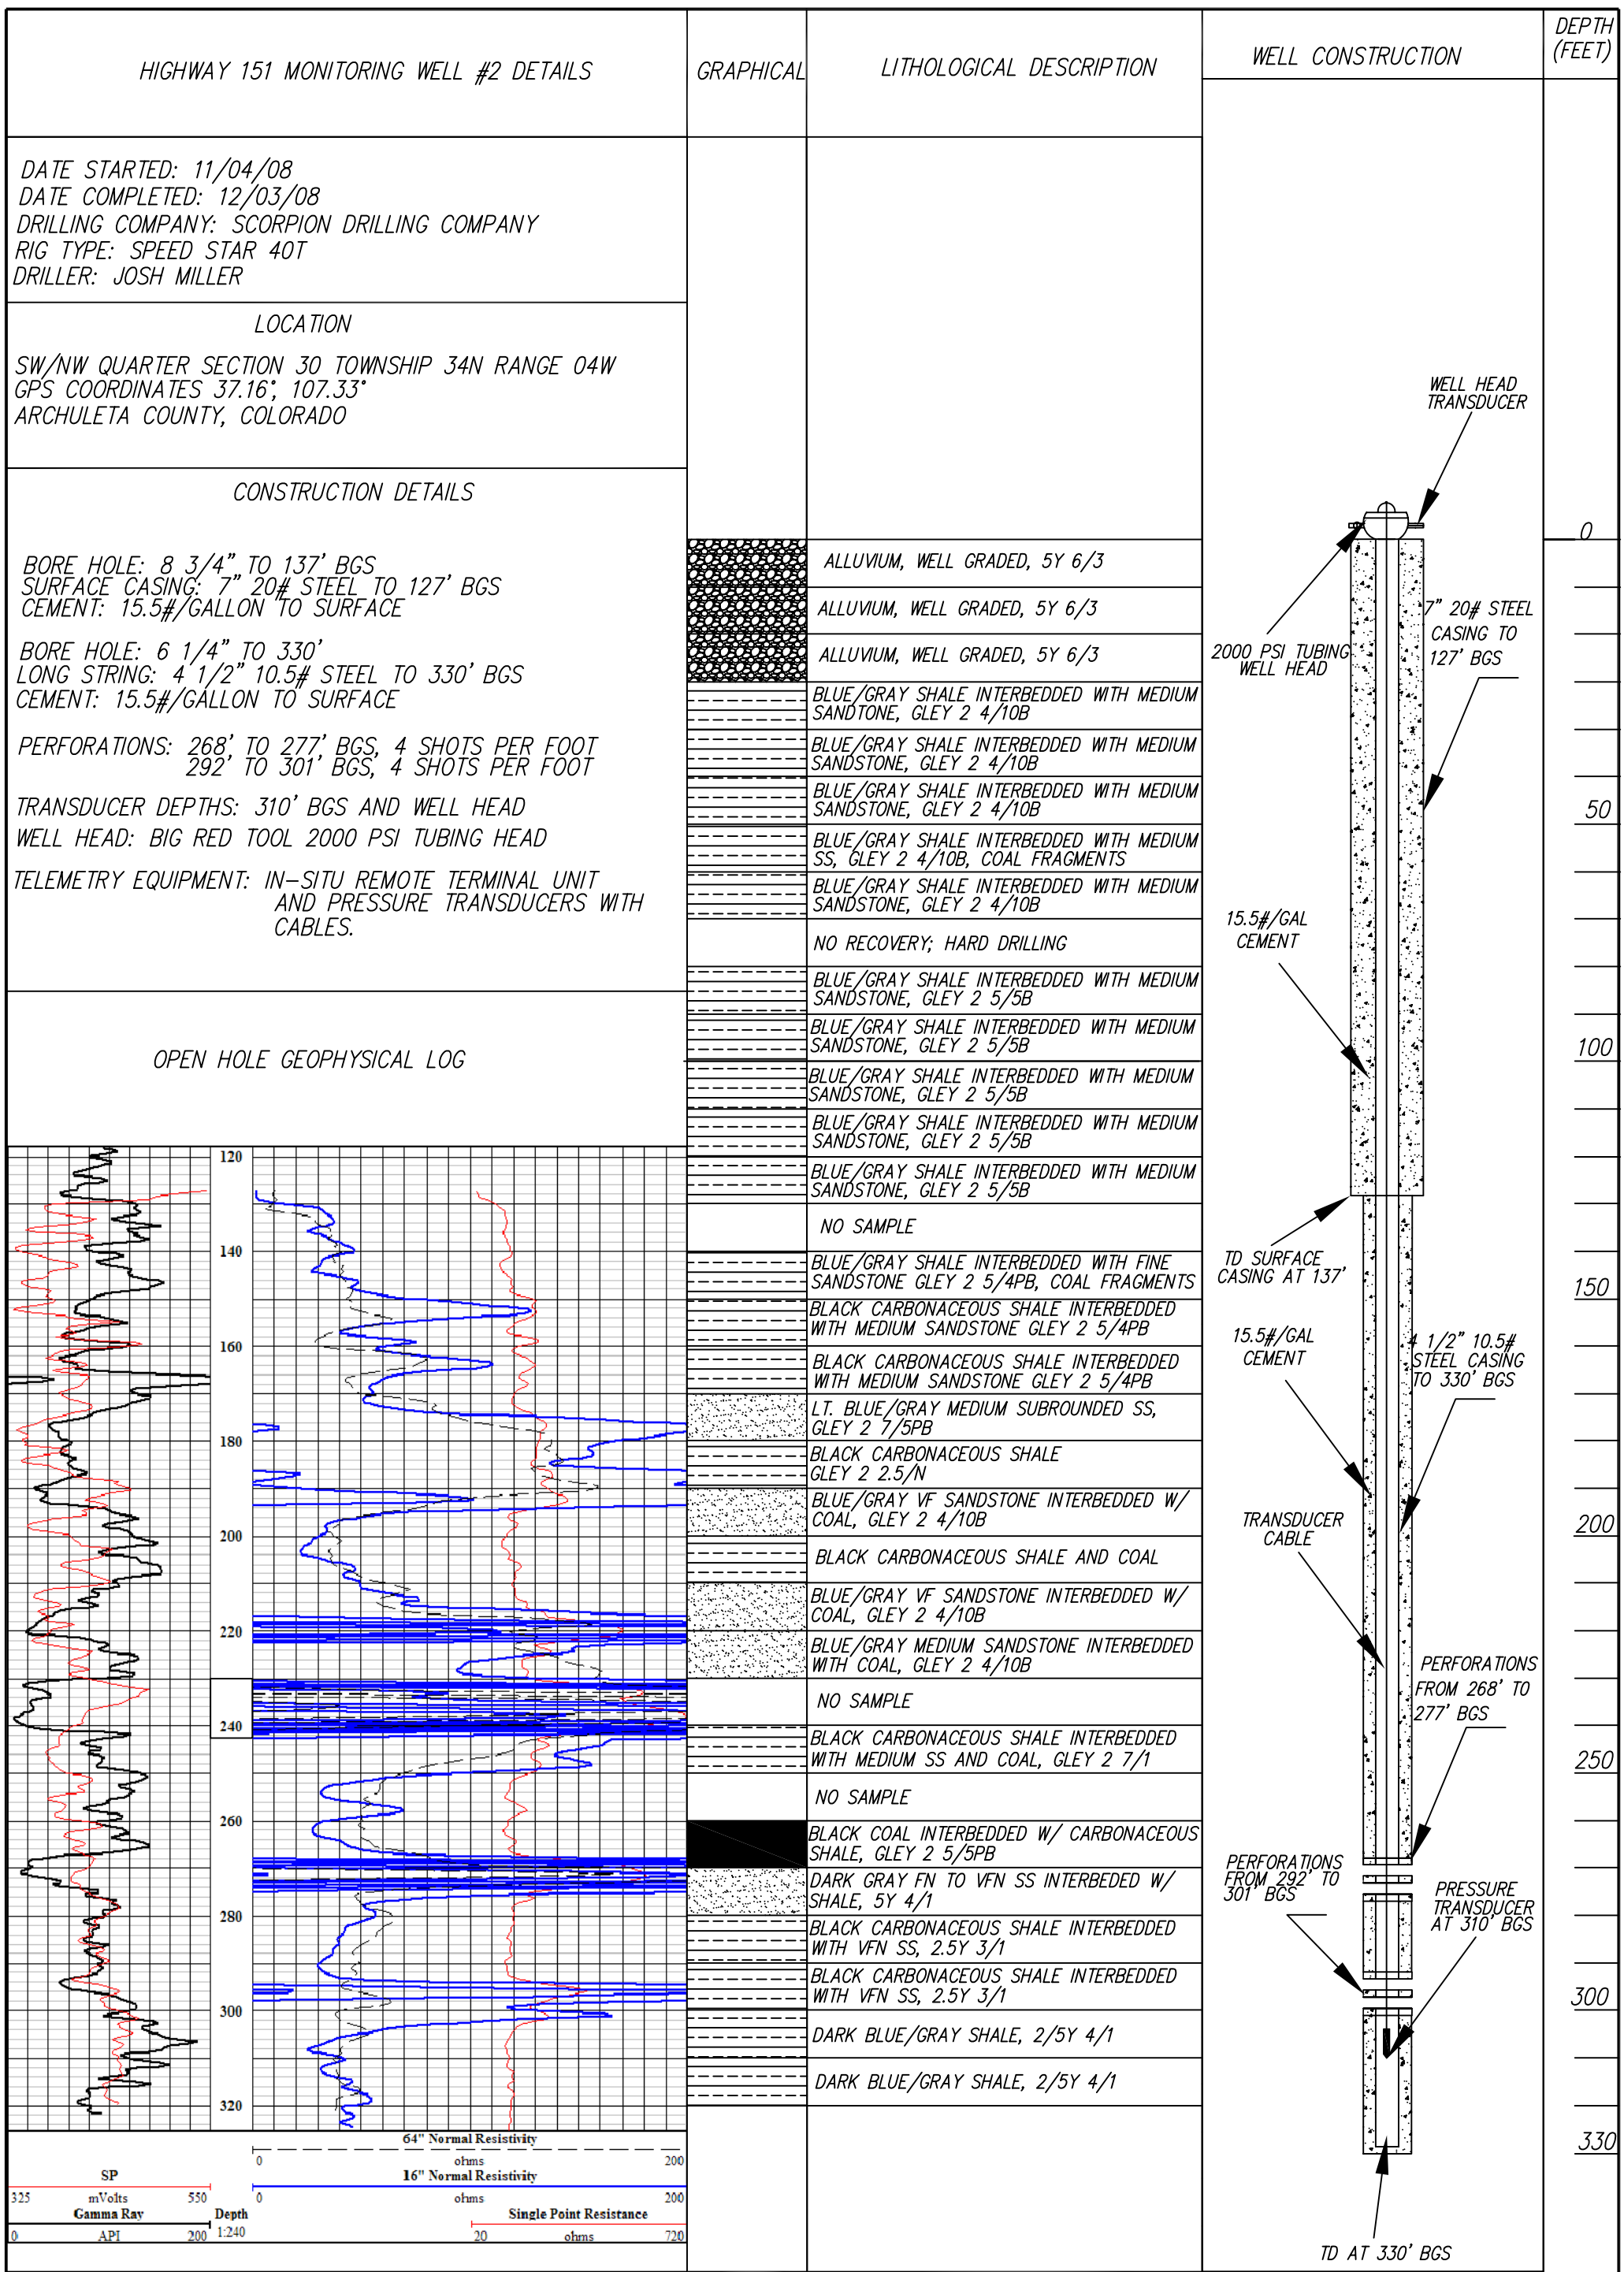 HIGHWAY 151 MONITORING WELL #2 DETAILS
GRAPHICAL
LITHOLOGICAL DESCRIPTION
WELL CONSTRUCTION
DEPTH
(FEET)
DATE STARTED: 11/04/08
DATE COMPLETED: 12/03/08
DRILLING COMPANY: SCORPION DRILLING COMPANY
RIG TYPE: SPEED STAR 40T
DRILLER: JOSH MILLER
LOCATION
SW/NW QUARTER SECTION 30 TOWNSHIP 34N RANGE 04W
GPS COORDINATES 37.16°, 107.33°
ARCHULETA COUNTY, COLORADO
CONSTRUCTION DETAILS
BORE HOLE: 8 3/4" TO 137' BGS
SURFACE CASING: 7" 20# STEEL TO 127' BGS
CEMENT: 15.5#/GALLON TO SURFACE
BORE HOLE: 6 1/4" TO 330'
LONG STRING: 4 1/2" 10.5# STEEL TO 330' BGS
CEMENT: 15.5#/GALLON TO SURFACE
PERFORATIONS: 268' TO 277' BGS, 4 SHOTS PER FOOT
292' TO 301' BGS, 4 SHOTS PER FOOT
TRANSDUCER DEPTHS: 310' BGS AND WELL HEAD
WELL HEAD: BIG RED TOOL 2000 PSI TUBING HEAD
TELEMETRY EQUIPMENT: IN-SITU REMOTE TERMINAL UNIT
AND PRESSURE TRANSDUCERS WITH
CABLES.
OPEN HOLE GEOPHYSICAL LOG
120
140
160
180
200
220
240
260
280
300
320
64" Normal Resistivity
0 ohms 200
16" Normal Resistivity
0 ohms 200
Single Point Resistance
20 ohms 720
SP
325 mVolts 550
Gamma Ray
0 API 200
Depth
1:240
ALLUVIUM, WELL GRADED, 5Y 6/3
ALLUVIUM, WELL GRADED, 5Y 6/3
ALLUVIUM, WELL GRADED, 5Y 6/3
BLUE/GRAY SHALE INTERBEDDED WITH MEDIUM
SANDTONE, GLEY 2 4/10B
BLUE/GRAY SHALE INTERBEDDED WITH MEDIUM
SANDSTONE, GLEY 2 4/10B
BLUE/GRAY SHALE INTERBEDDED WITH MEDIUM
SANDSTONE, GLEY 2 4/10B
BLUE/GRAY SHALE INTERBEDDED WITH MEDIUM
SS, GLEY 2 4/10B, COAL FRAGMENTS
BLUE/GRAY SHALE INTERBEDDED WITH MEDIUM
SANDSTONE, GLEY 2 4/10B
NO RECOVERY; HARD DRILLING
BLUE/GRAY SHALE INTERBEDDED WITH MEDIUM
SANDSTONE, GLEY 2 5/5B
BLUE/GRAY SHALE INTERBEDDED WITH MEDIUM
SANDSTONE, GLEY 2 5/5B
BLUE/GRAY SHALE INTERBEDDED WITH MEDIUM
SANDSTONE, GLEY 2 5/5B
BLUE/GRAY SHALE INTERBEDDED WITH MEDIUM
SANDSTONE, GLEY 2 5/5B
BLUE/GRAY SHALE INTERBEDDED WITH MEDIUM
SANDSTONE, GLEY 2 5/5B
NO SAMPLE
BLUE/GRAY SHALE INTERBEDDED WITH FINE
SANDSTONE GLEY 2 5/4PB, COAL FRAGMENTS
BLACK CARBONACEOUS SHALE INTERBEDDED
WITH MEDIUM SANDSTONE GLEY 2 5/4PB
BLACK CARBONACEOUS SHALE INTERBEDDED
WITH MEDIUM SANDSTONE GLEY 2 5/4PB
LT. BLUE/GRAY MEDIUM SUBROUNDED SS,
GLEY 2 7/5PB
BLACK CARBONACEOUS SHALE
GLEY 2 2.5/N
BLUE/GRAY VF SANDSTONE INTERBEDDED W/
COAL, GLEY 2 4/10B
BLACK CARBONACEOUS SHALE AND COAL
BLUE/GRAY VF SANDSTONE INTERBEDDED W/
COAL, GLEY 2 4/10B
BLUE/GRAY MEDIUM SANDSTONE INTERBEDDED
WITH COAL, GLEY 2 4/10B
NO SAMPLE
BLACK CARBONACEOUS SHALE INTERBEDDED
WITH MEDIUM SS AND COAL, GLEY 2 7/1
NO SAMPLE
BLACK COAL INTERBEDDED W/ CARBONACEOUS
SHALE, GLEY 2 5/5PB
DARK GRAY FN TO VFN SS INTERBEDED W/
SHALE, 5Y 4/1
BLACK CARBONACEOUS SHALE INTERBEDDED
WITH VFN SS, 2.5Y 3/1
BLACK CARBONACEOUS SHALE INTERBEDDED
WITH VFN SS, 2.5Y 3/1
DARK BLUE/GRAY SHALE, 2/5Y 4/1
DARK BLUE/GRAY SHALE, 2/5Y 4/1
WELL HEAD
TRANSDUCER
2000 PSI TUBING
WELL HEAD
7" 20# STEEL
CASING TO
127' BGS
15.5#/GAL
CEMENT
TD SURFACE
CASING AT 137'
15.5#/GAL
CEMENT
4 1/2" 10.5#
STEEL CASING
TO 330' BGS
TRANSDUCER
CABLE
PERFORATIONS
FROM 268' TO
277' BGS
PERFORATIONS
FROM 292' TO
301' BGS
PRESSURE
TRANSDUCER
AT 310' BGS
TD AT 330' BGS
0
50
100
150
200
250
300
330